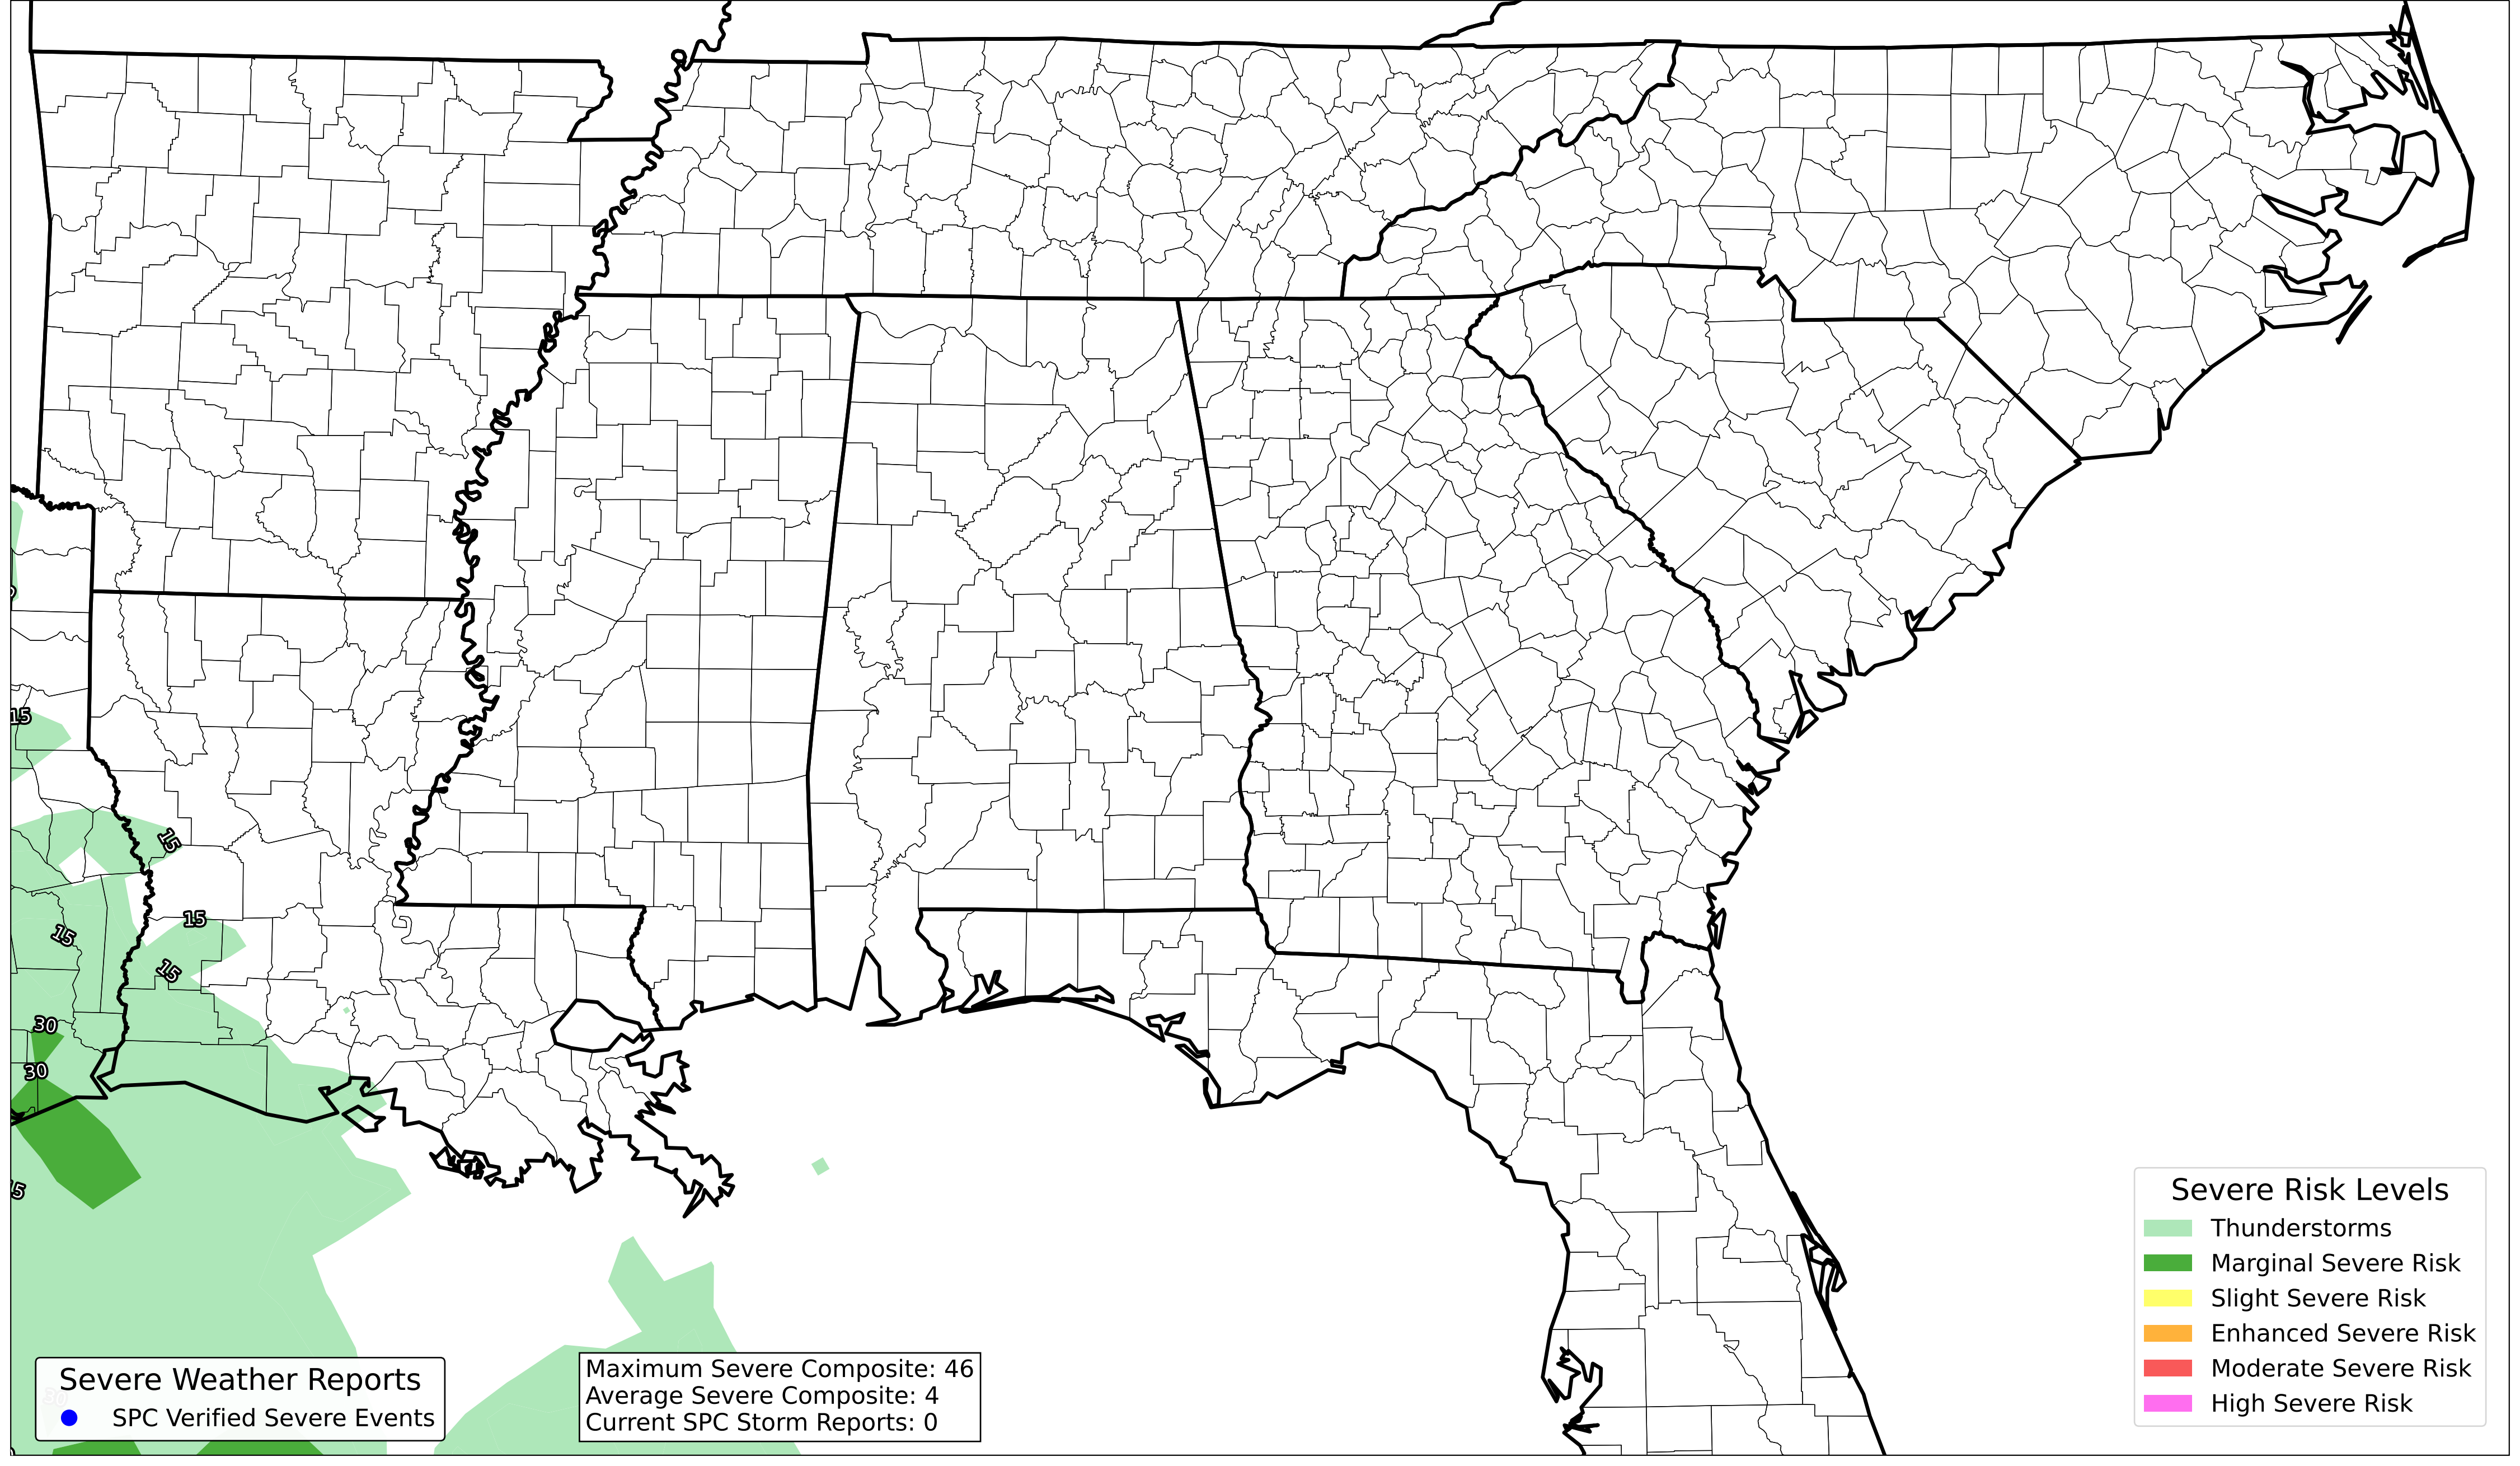 15
15
15
15
15
30
30
Severe Weather Reports
SPC Verified Severe Events
Maximum Severe Composite: 46
Average Severe Composite: 4
Current SPC Storm Reports: 0
Severe Risk Levels
Thunderstorms
Marginal Severe Risk
Slight Severe Risk
Enhanced Severe Risk
Moderate Severe Risk
High Severe Risk